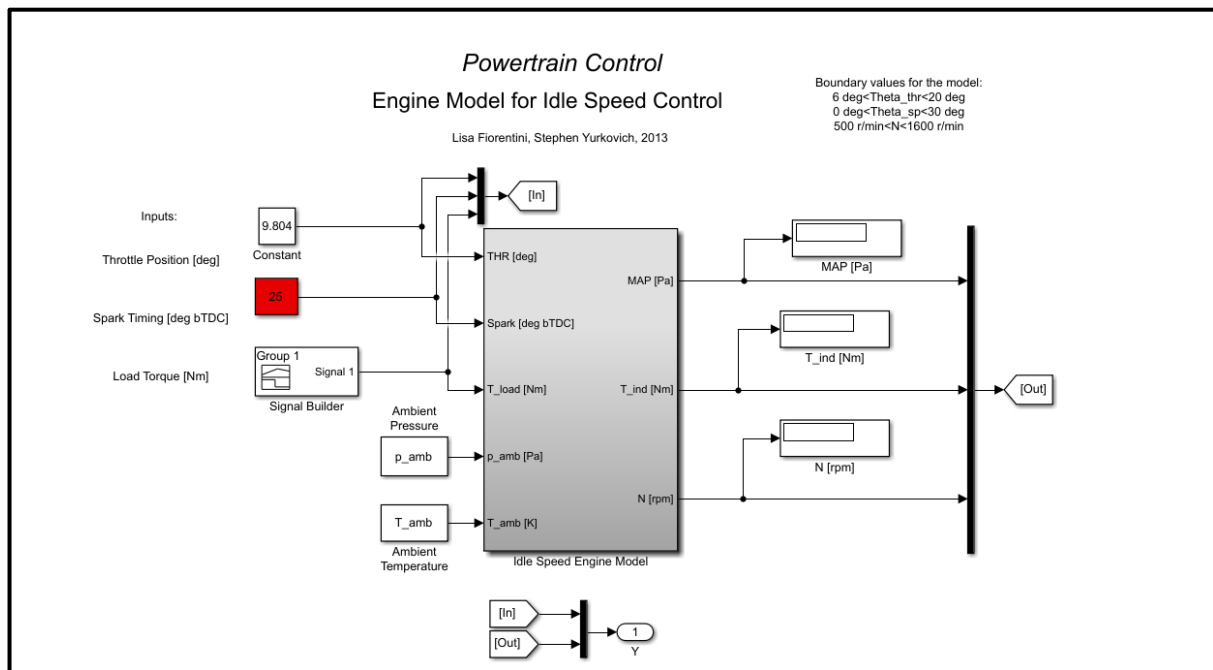 Powertrain Control
Engine Model for Idle Speed Control
Lisa Fiorentini, Stephen Yurkovich, 2013
Boundary values for the model:
6 deg<Theta_thr<20 deg
0 deg<Theta_sp<30 deg
500 r/min<N<1600 r/min
[In]
Inputs:
9.804
Constant
Throttle Position [deg]
25
Spark Timing [deg bTDC]
Group 1
Signal 1
Signal Builder
Load Torque [Nm]
Ambient
Pressure
p_amb
T_amb
Ambient
Temperature
THR [deg]
Spark [deg bTDC]
T_load [Nm]
p_amb [Pa]
T_amb [K]
MAP [Pa]
T_ind [Nm]
N [rpm]
Idle Speed Engine Model
MAP [Pa]
T_ind [Nm]
N [rpm]
[Out]
[In]
[Out]
1
Y